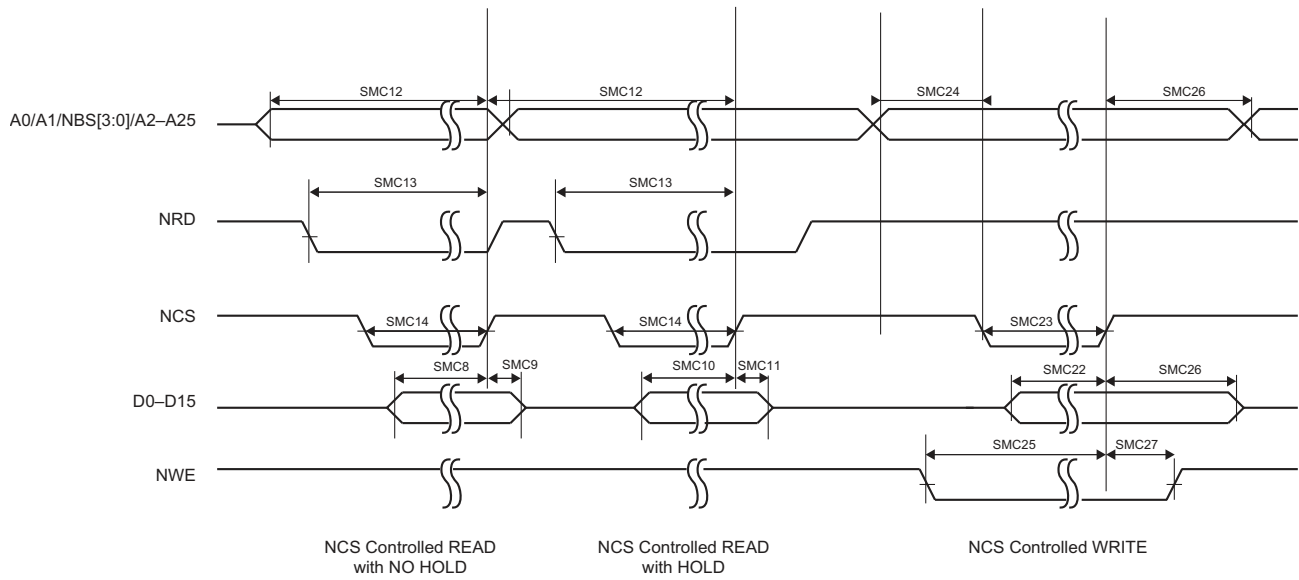 SMC12
SMC12
SMC24
SMC26
A0/A1/NBS[3:0]/A2–A25
SMC13
SMC13
NRD
NCS
SMC14
SMC14
SMC23
SMC8
SMC9
SMC10
SMC11
SMC22
SMC26
D0–D15
SMC25
SMC27
NWE
NCS Controlled READ
with NO HOLD
NCS Controlled READ
with HOLD
NCS Controlled WRITE